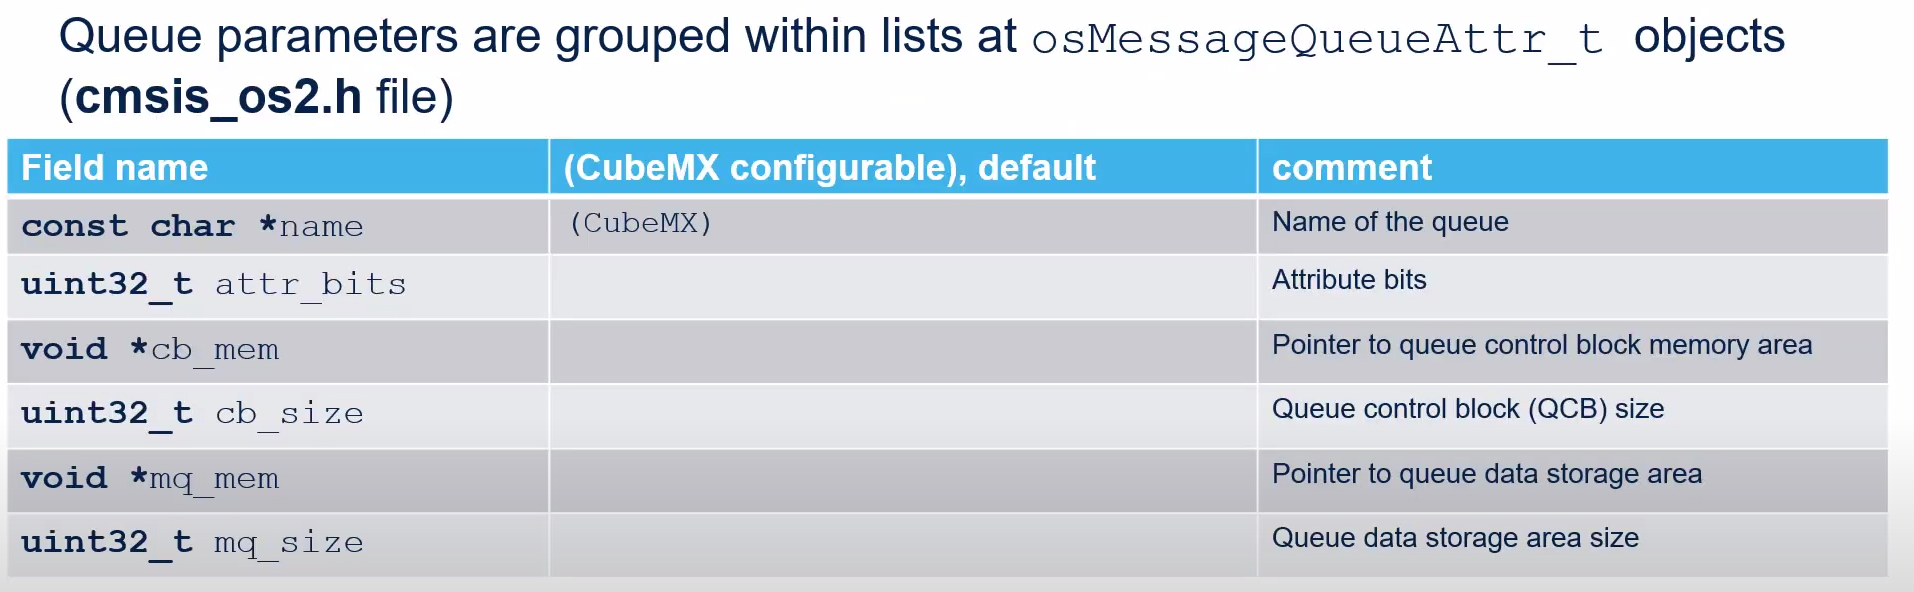 Queue parameters are grouped within lists at osMessageQueueAttr_t objects
(cmsis_os2.h file)
Field name (CubeMX configurable), default comment
const char *name (CubeMX) Name of the queue
uint32_t attr_bits Attribute bits
void *cb_mem Pointer to queue control block memory area
uint32_t cb_size Queue control block (QCB) size
void *mq_mem Pointer to queue data storage area
uint32_t mq_size Queue data storage area size